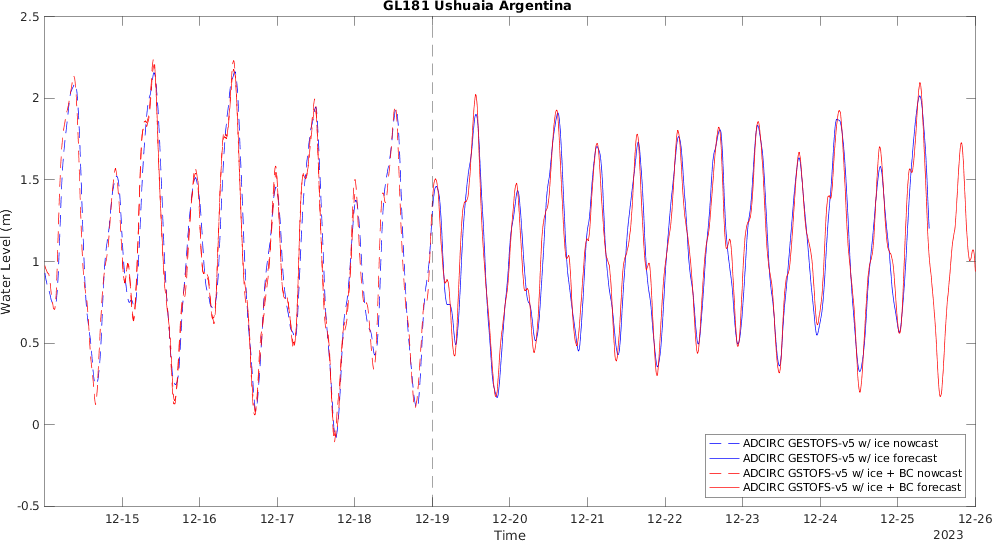 GL181 Ushuaia Argentina
2.5
2
1.5
1
0.5
0
-0.5
Water Level (m)
12-15 12-16 12-17 12-18 12-19 12-20 12-21 12-22 12-23 12-24 12-25 12-26
Time
2023
ADCIRC GESTOFS-v5 w/ ice nowcast
ADCIRC GESTOFS-v5 w/ ice forecast
ADCIRC GSTOFS-v5 w/ ice + BC nowcast
ADCIRC GSTOFS-v5 w/ ice + BC forecast